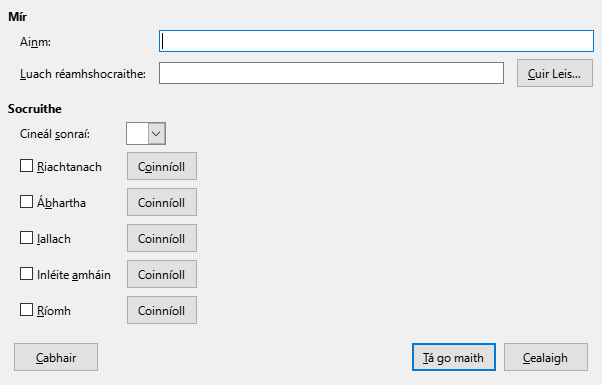 Mír
Ainm:
Luach réamhshocraithe:
Cuir Leis...
Socruithe
Cineál sonraí:
Riachtanach
Coinníoll
Ábhartha
Coinníoll
Iallach
Coinníoll
Inléite amháin
Coinníoll
Ríomh
Coinníoll
Cabhair
Tá go maith
Cealaigh